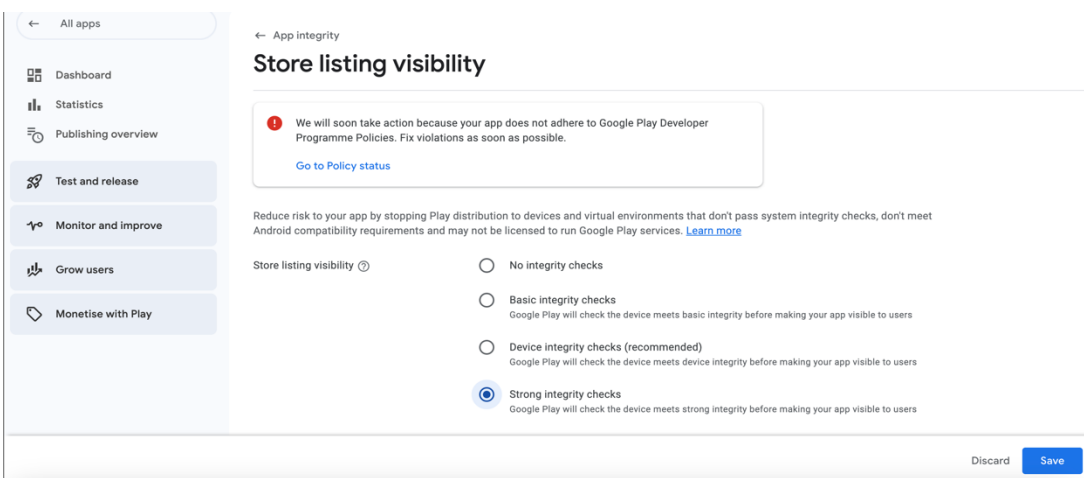 ← All apps
Dashboard
Statistics
Publishing overview
Test and release
Monitor and improve
Grow users
Monetise with Play
← App integrity
Store listing visibility
We will soon take action because your app does not adhere to Google Play Developer
Programme Policies. Fix violations as soon as possible.
Go to Policy status
Reduce risk to your app by stopping Play distribution to devices and virtual environments that don't pass system integrity checks, don't meet
Android compatibility requirements and may not be licensed to run Google Play services. Learn more
Store listing visibility
No integrity checks
Basic integrity checks
Google Play will check the device meets basic integrity before making your app visible to users
Device integrity checks (recommended)
Google Play will check the device meets device integrity before making your app visible to users
Strong integrity checks
Google Play will check the device meets strong integrity before making your app visible to users
Discard
Save